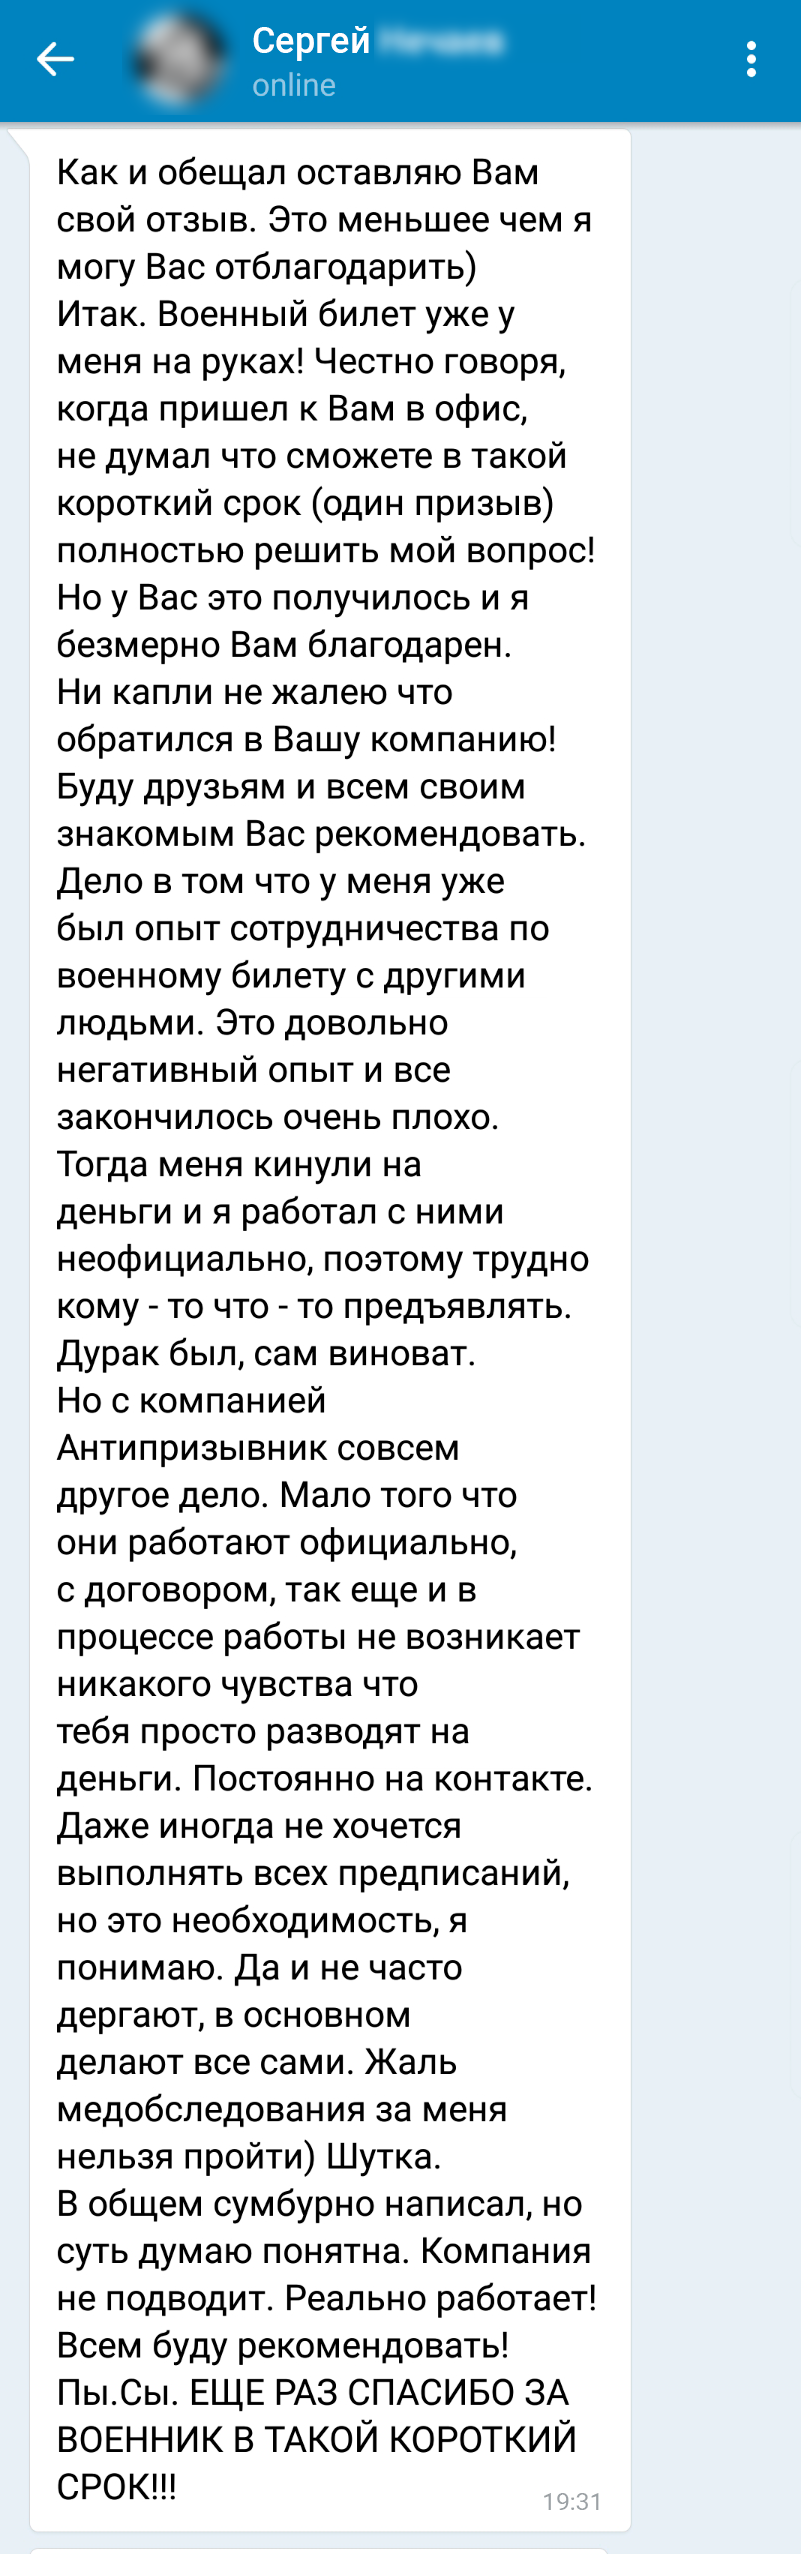 Сергей
online
Как и обещал оставляю Вам
свой отзыв. Это меньшее чем я
могу Вас отблагодарить)
Итак. Военный билет уже у
меня на руках! Честно говоря,
когда пришел к Вам в офис,
не думал что сможете в такой
короткий срок (один призыв)
полностью решить мой вопрос!
Но у Вас это получилось и я
безмерно Вам благодарен.
Ни капли не жалею что
обратился в Вашу компанию!
Буду друзьям и всем своим
знакомым Вас рекомендовать.
Дело в том что у меня уже
был опыт сотрудничества по
военному билету с другими
людьми. Это довольно
негативный опыт и все
закончилось очень плохо.
Тогда меня кинули на
деньги и я работал с ними
неофициально, поэтому трудно
кому - то что - то предъявлять.
Дурак был, сам виноват.
Но с компанией
Антипризывник совсем
другое дело. Мало того что
они работают официально,
с договором, так еще и в
процессе работы не возникает
никакого чувства что
тебя просто разводят на
деньги. Постоянно на контакте.
Даже иногда не хочется
выполнять всех предписаний,
но это необходимость, я
понимаю. Да и не часто
дергают, в основном
делают все сами. Жаль
медобследования за меня
нельзя пройти) Шутка.
В общем сумбурно написал, но
суть думаю понятна. Компания
не подводит. Реально работает!
Всем буду рекомендовать!
Пы.Сы. ЕЩЕ РАЗ СПАСИБО ЗА
ВОЕННИК В ТАКОЙ КОРОТКИЙ
СРОК!!!
19:31